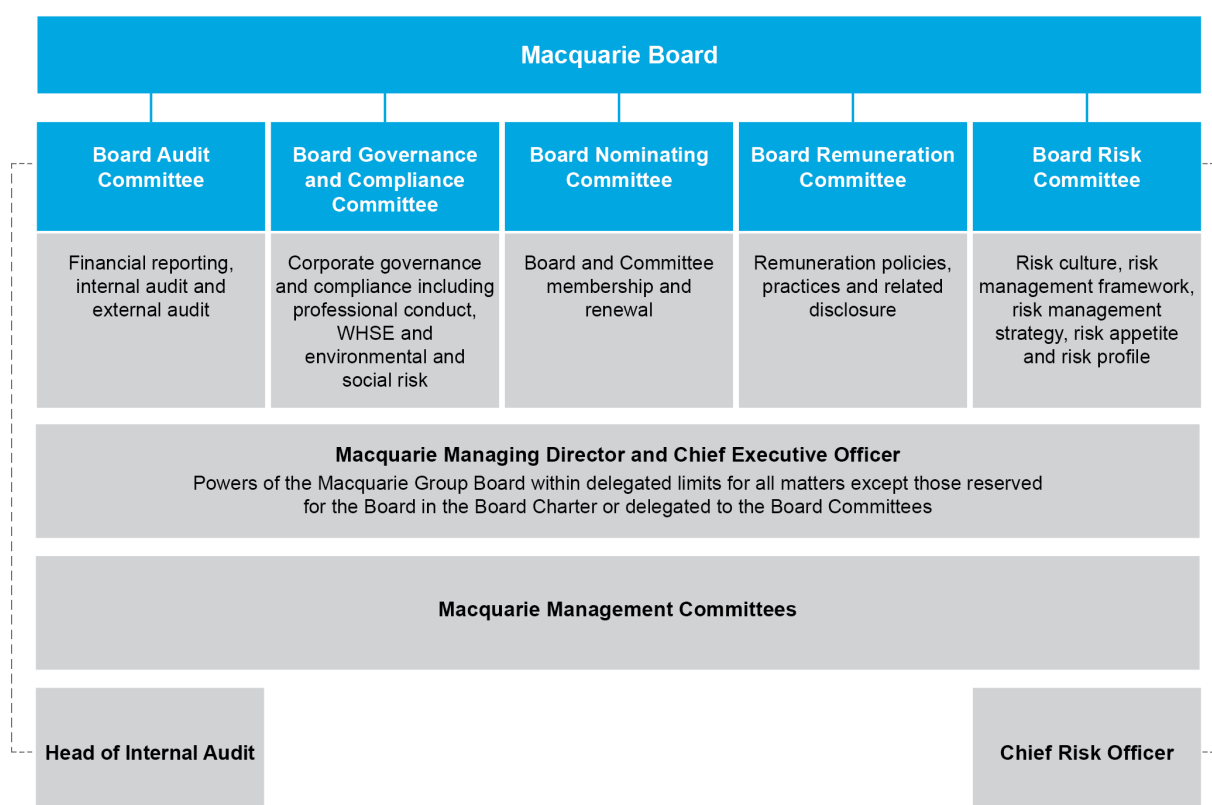 Macquarie Board
Board Audit
Committee
Board Governance
and Compliance
Committee
Board Nominating
Committee
Board Remuneration
Committee
Board Risk
Committee
Financial reporting,
internal audit and
external audit
Corporate governance
and compliance including
professional conduct,
WHSE and
environmental and
social risk
Board and Committee
membership and
renewal
Remuneration policies,
practices and related
disclosure
Risk culture, risk
management framework,
risk management
strategy, risk appetite
and risk profile
Macquarie Managing Director and Chief Executive Officer
Powers of the Macquarie Group Board within delegated limits for all matters except those reserved
for the Board in the Board Charter or delegated to the Board Committees
Macquarie Management Committees
Head of Internal Audit
Chief Risk Officer